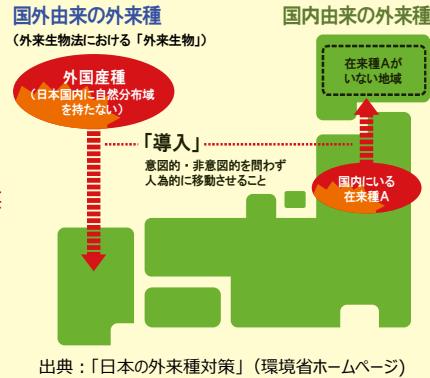 国外由来の外来種
（外来生物法における「外来生物」）
外国産種
（日本国内に自然分布域
を持たない）
国内由来の外来種
在来種Aが
いない地域
「導入」
意図的・非意図的を問わず
人為的に移動させること
国内にいる
在来種A
出典：「日本の外来種対策」（環境省ホームページ）